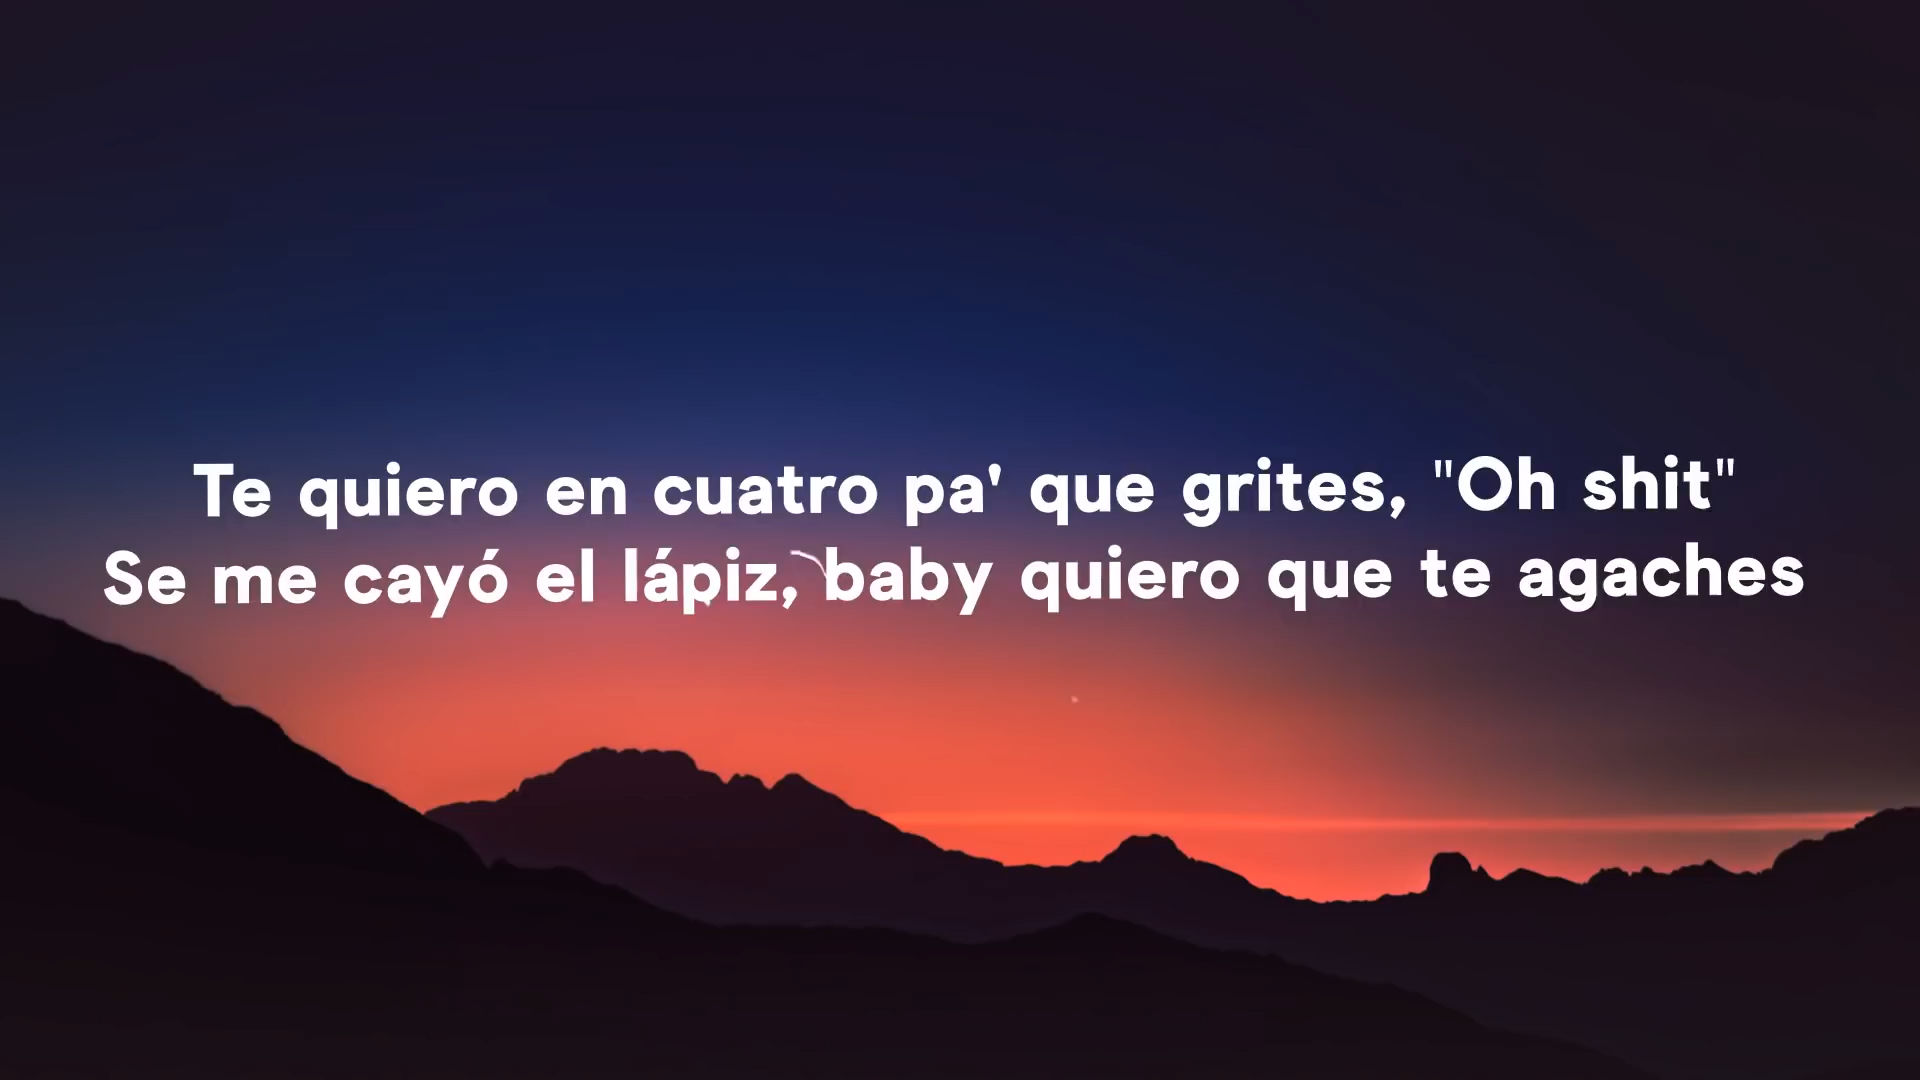 Te quiero en cuatro pa' que grites, "Oh shit"
Se me cayó el lápiz, baby quiero que te agaches